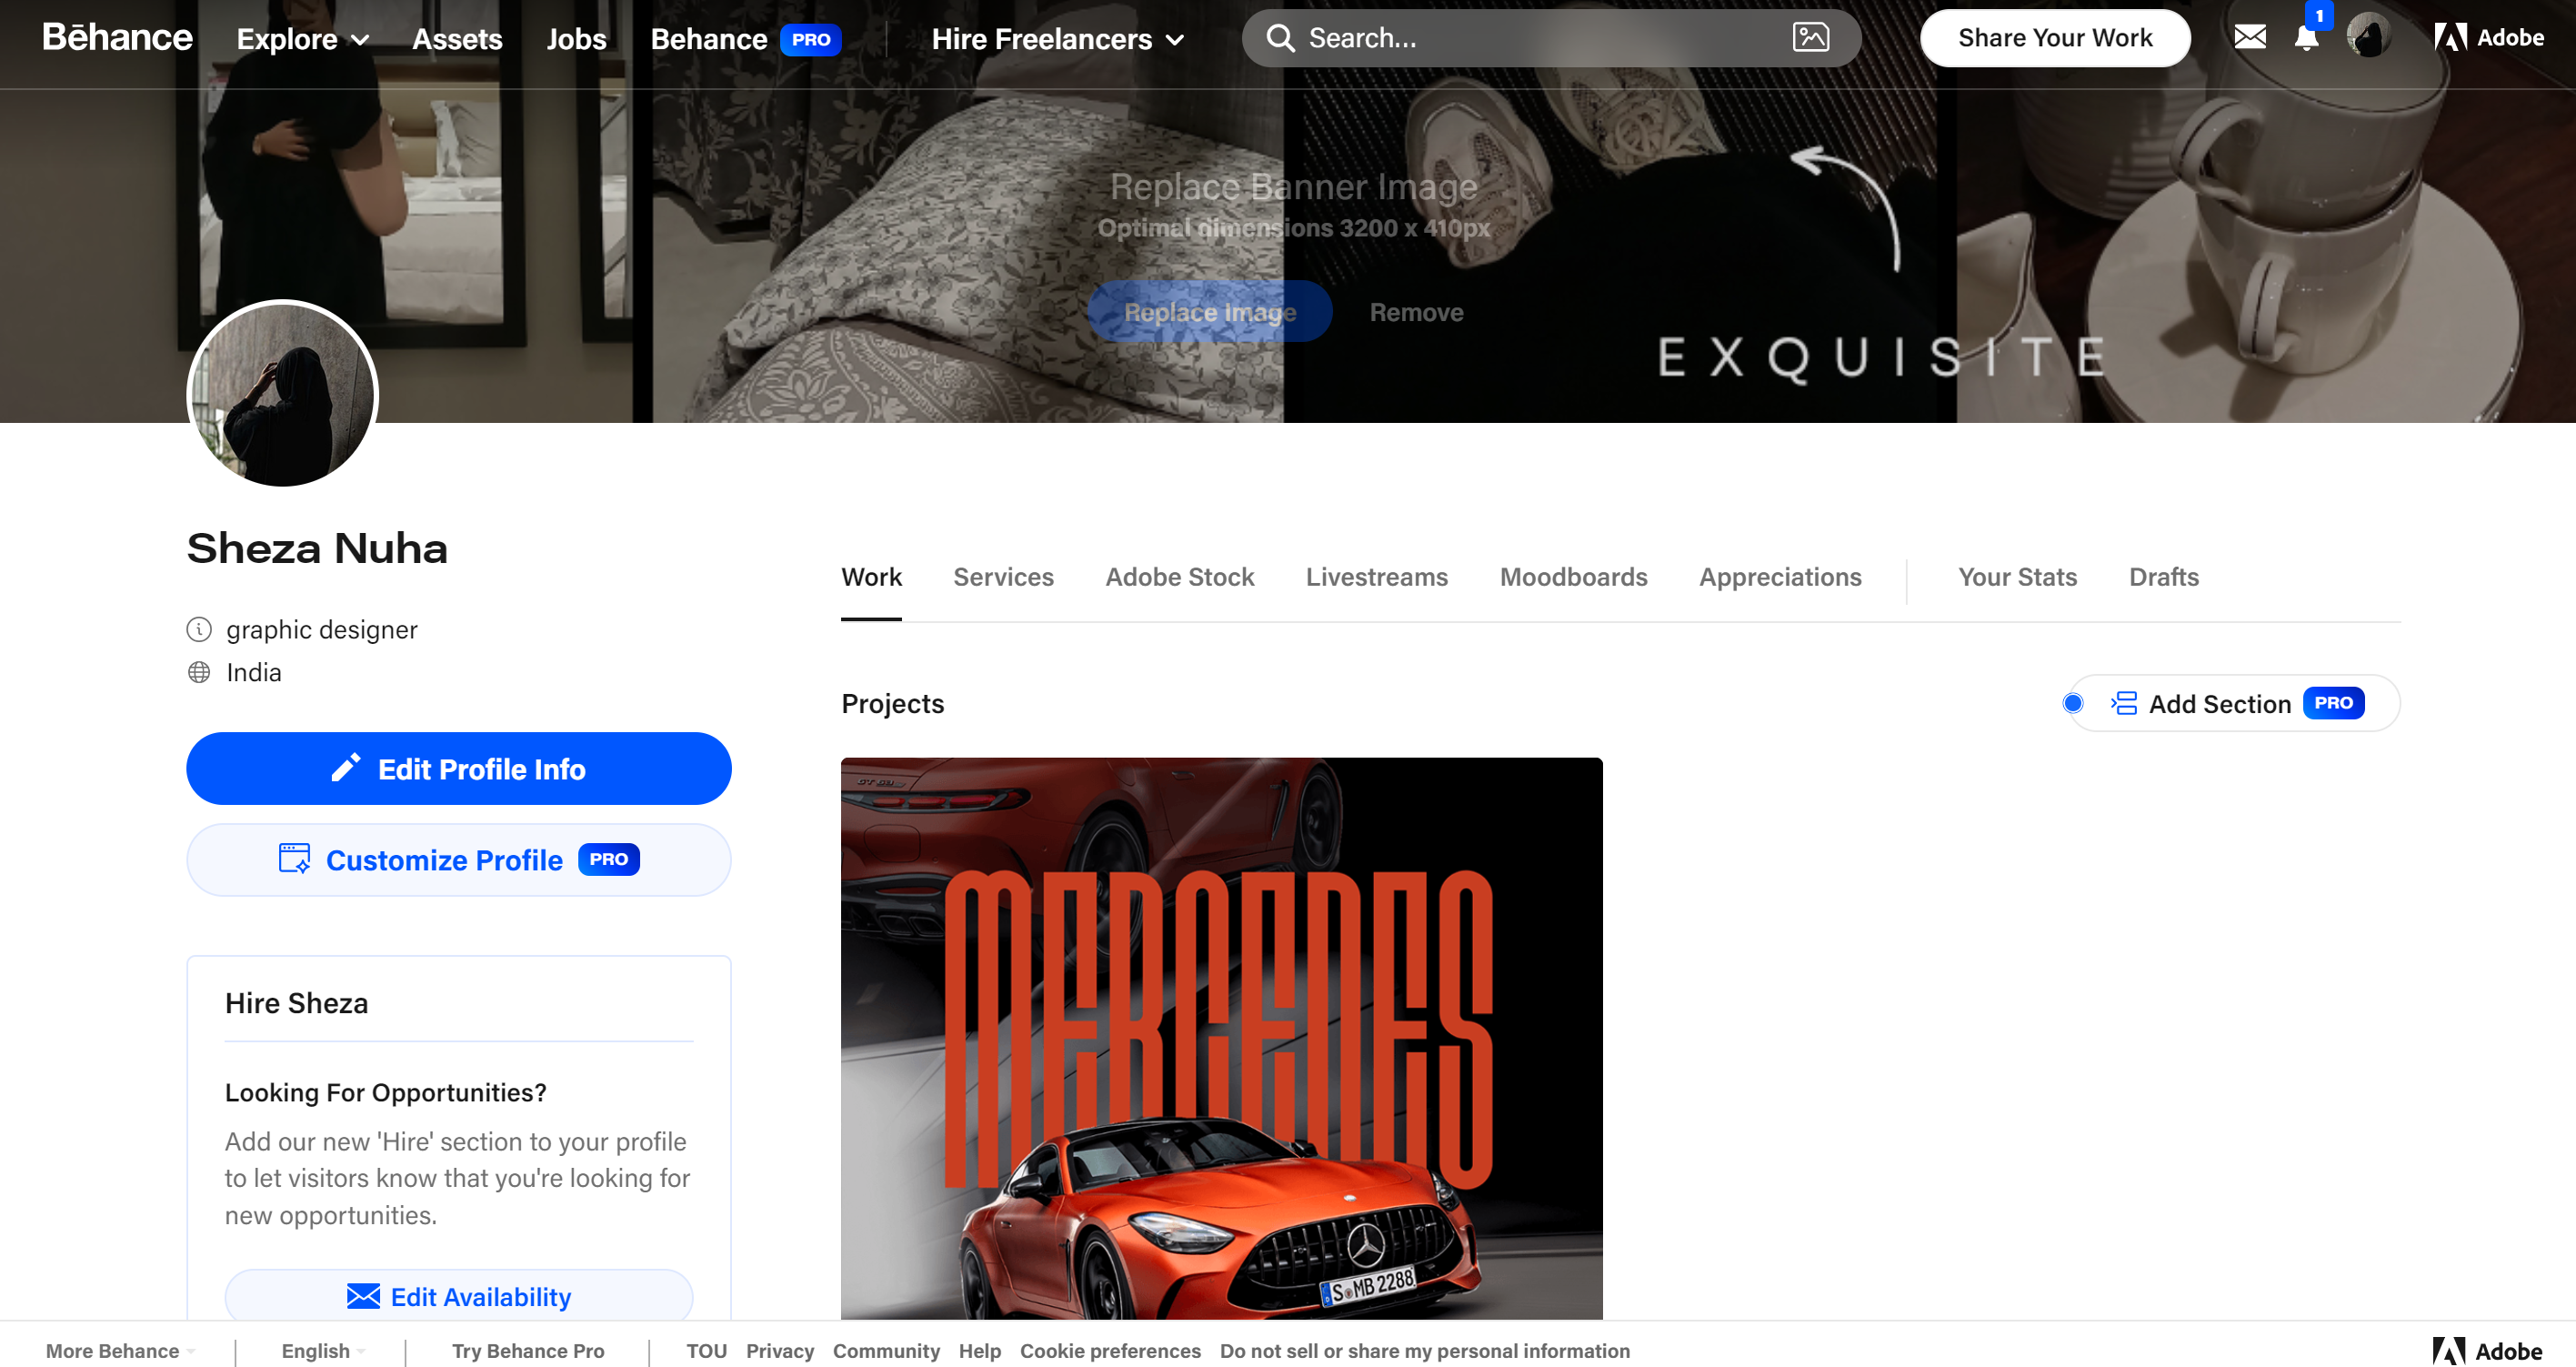 Bēhance
Explore
Assets
Jobs
Behance PRO
Hire Freelancers
Search...
Share Your Work
1
Adobe
Replace Banner Image
Optimal dimensions 3200 x 410px
Replace Image
Remove
EXQUISITE
Sheza Nuha
graphic designer
India
Edit Profile Info
Customize Profile PRO
Hire Sheza
Looking For Opportunities?
Add our new 'Hire' section to your profile
to let visitors know that you're looking for
new opportunities.
Edit Availability
Work
Services
Adobe Stock
Livestreams
Moodboards
Appreciations
Your Stats
Drafts
Projects
Add Section PRO
GT 63
MERCEDES
S MB 2288
More Behance
English
Try Behance Pro
TOU
Privacy
Community
Help
Cookie preferences
Do not sell or share my personal information
Adobe